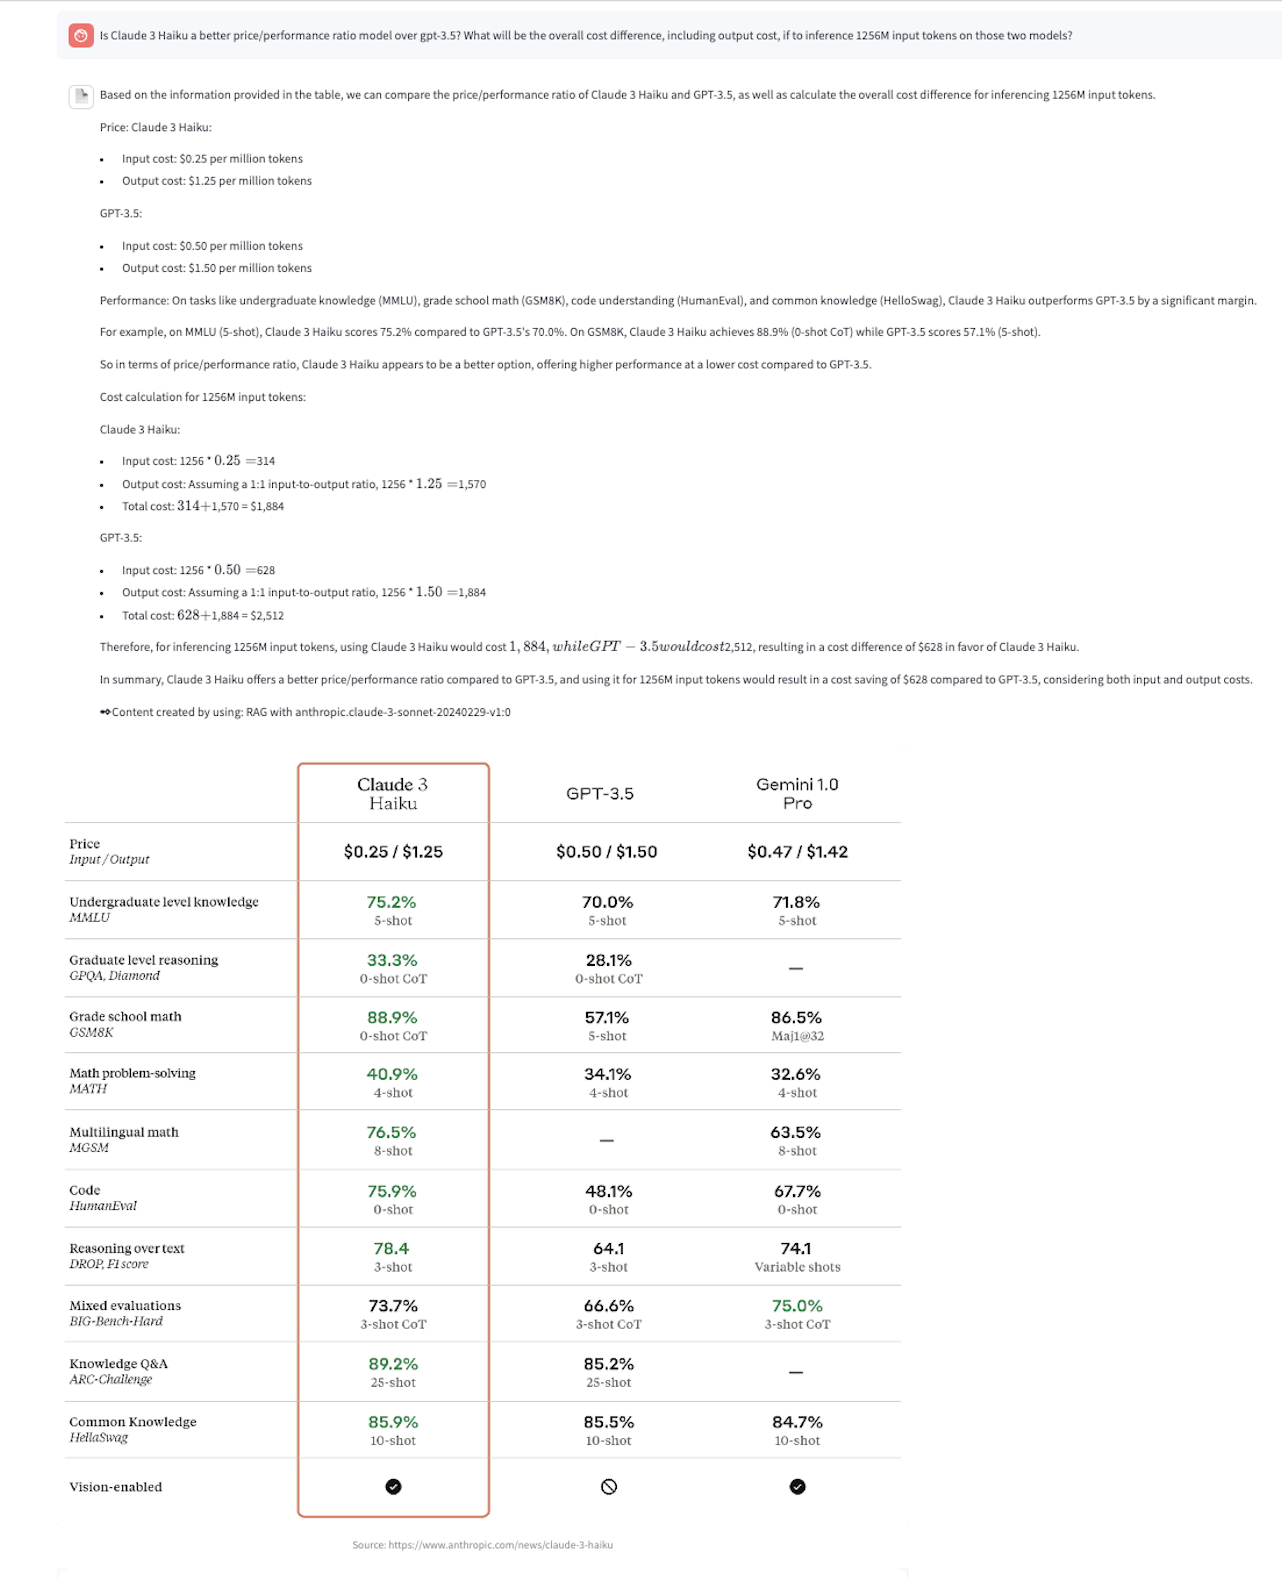 Is Claude 3 Haiku a better price/performance ratio model over gpt-3.5? What will be the overall cost difference, including output cost, if to inference 1256M input tokens on those two models?
Based on the information provided in the table, we can compare the price/performance ratio of Claude 3 Haiku and GPT-3.5, as well as calculate the overall cost difference for inferencing 1256M input tokens.
Price: Claude 3 Haiku:
• Input cost: $0.25 per million tokens
• Output cost: $1.25 per million tokens
GPT-3.5:
• Input cost: $0.50 per million tokens
• Output cost: $1.50 per million tokens
Performance: On tasks like undergraduate knowledge (MMLU), grade school math (GSM8K), code understanding (HumanEval), and common knowledge (HelloSwag), Claude 3 Haiku outperforms GPT-3.5 by a significant margin.
For example, on MMLU (5-shot), Claude 3 Haiku scores 75.2% compared to GPT-3.5's 70.0%. On GSM8K, Claude 3 Haiku achieves 88.9% (0-shot CoT) while GPT-3.5 scores 57.1% (5-shot).
So in terms of price/performance ratio, Claude 3 Haiku appears to be a better option, offering higher performance at a lower cost compared to GPT-3.5.
Cost calculation for 1256M input tokens:
Claude 3 Haiku:
• Input cost: 1256 * 0.25 =314
• Output cost: Assuming a 1:1 input-to-output ratio, 1256 * 1.25 =1,570
• Total cost: 314+1,570 = $1,884
GPT-3.5:
• Input cost: 1256 * 0.50 =628
• Output cost: Assuming a 1:1 input-to-output ratio, 1256 * 1.50 =1,884
• Total cost: 628+1,884 = $2,512
Therefore, for inferencing 1256M input tokens, using Claude 3 Haiku would cost 1, 884, whileGPT − 3.5wouldcost2,512, resulting in a cost difference of $628 in favor of Claude 3 Haiku.
In summary, Claude 3 Haiku offers a better price/performance ratio compared to GPT-3.5, and using it for 1256M input tokens would result in a cost saving of $628 compared to GPT-3.5, considering both input and output costs.
Content created by using: RAG with anthropic.claude-3-sonnet-20240229-v1:0
Claude 3 Haiku GPT-3.5 Gemini 1.0 Pro
Price $0.25 / $1.25 $0.50 / $1.50 $0.47 / $1.42
Input / Output
Undergraduate level knowledge 75.2% 70.0% 71.8%
MMLU 5-shot 5-shot 5-shot
Graduate level reasoning 33.3% 28.1% —
GPQA, Diamond 0-shot CoT 0-shot CoT
Grade school math 88.9% 57.1% 86.5%
GSM8K 0-shot CoT 5-shot Maj1@32
Math problem-solving 40.9% 34.1% 32.6%
MATH 4-shot 4-shot 4-shot
Multilingual math 76.5% — 63.5%
MGSM 8-shot 8-shot
Code 75.9% 48.1% 67.7%
HumanEval 0-shot 0-shot 0-shot
Reasoning over text 78.4 64.1 74.1
DROP, F1 score 3-shot 3-shot Variable shots
Mixed evaluations 73.7% 66.6% 75.0%
BIG-Bench-Hard 3-shot CoT 3-shot CoT 3-shot CoT
Knowledge Q&A 89.2% 85.2% —
ARC-Challenge 25-shot 25-shot
Common Knowledge 85.9% 85.5% 84.7%
HellaSwag 10-shot 10-shot 10-shot
Vision-enabled
Source: https://www.anthropic.com/news/claude-3-haiku